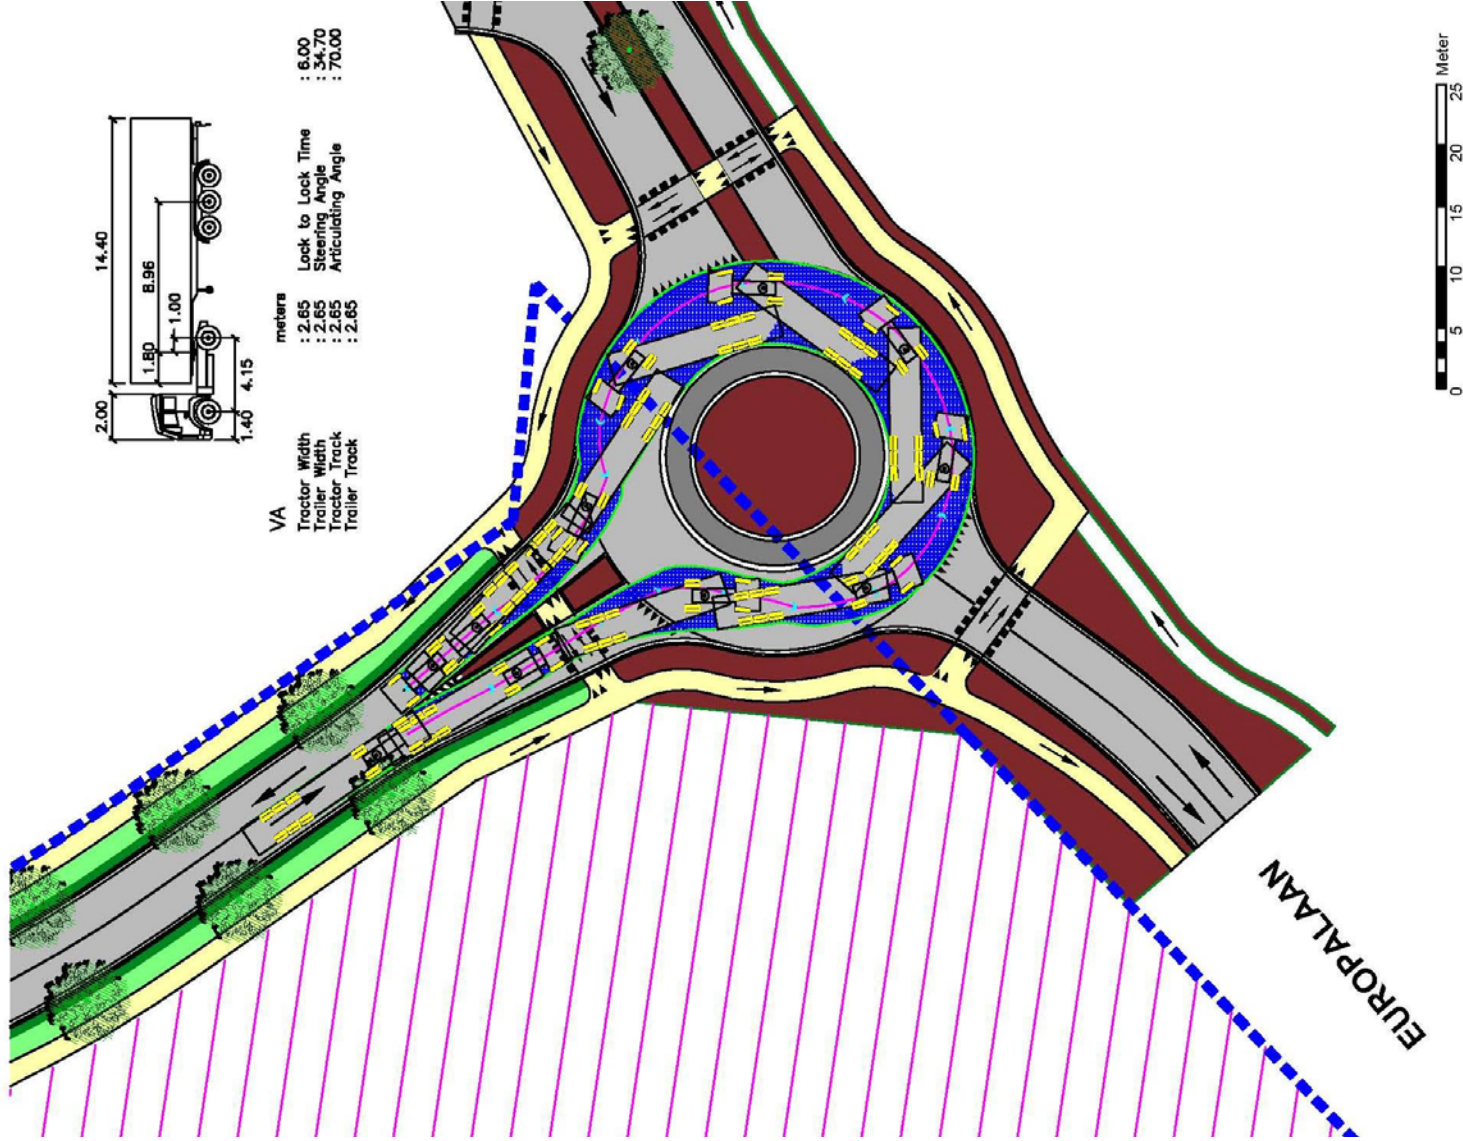 14.40
8.96
1.00
1.80
2.00
4.15
1.40
VA
meters
Tractor Width : 2.65 Lock to Lock Time : 6.00
Trailer Width : 2.65 Steering Angle : 34.70
Tractor Track : 2.65 Articulating Angle : 70.00
Trailer Track : 2.65
0 5 10 15 20 25 Meter
EUROPALAAN